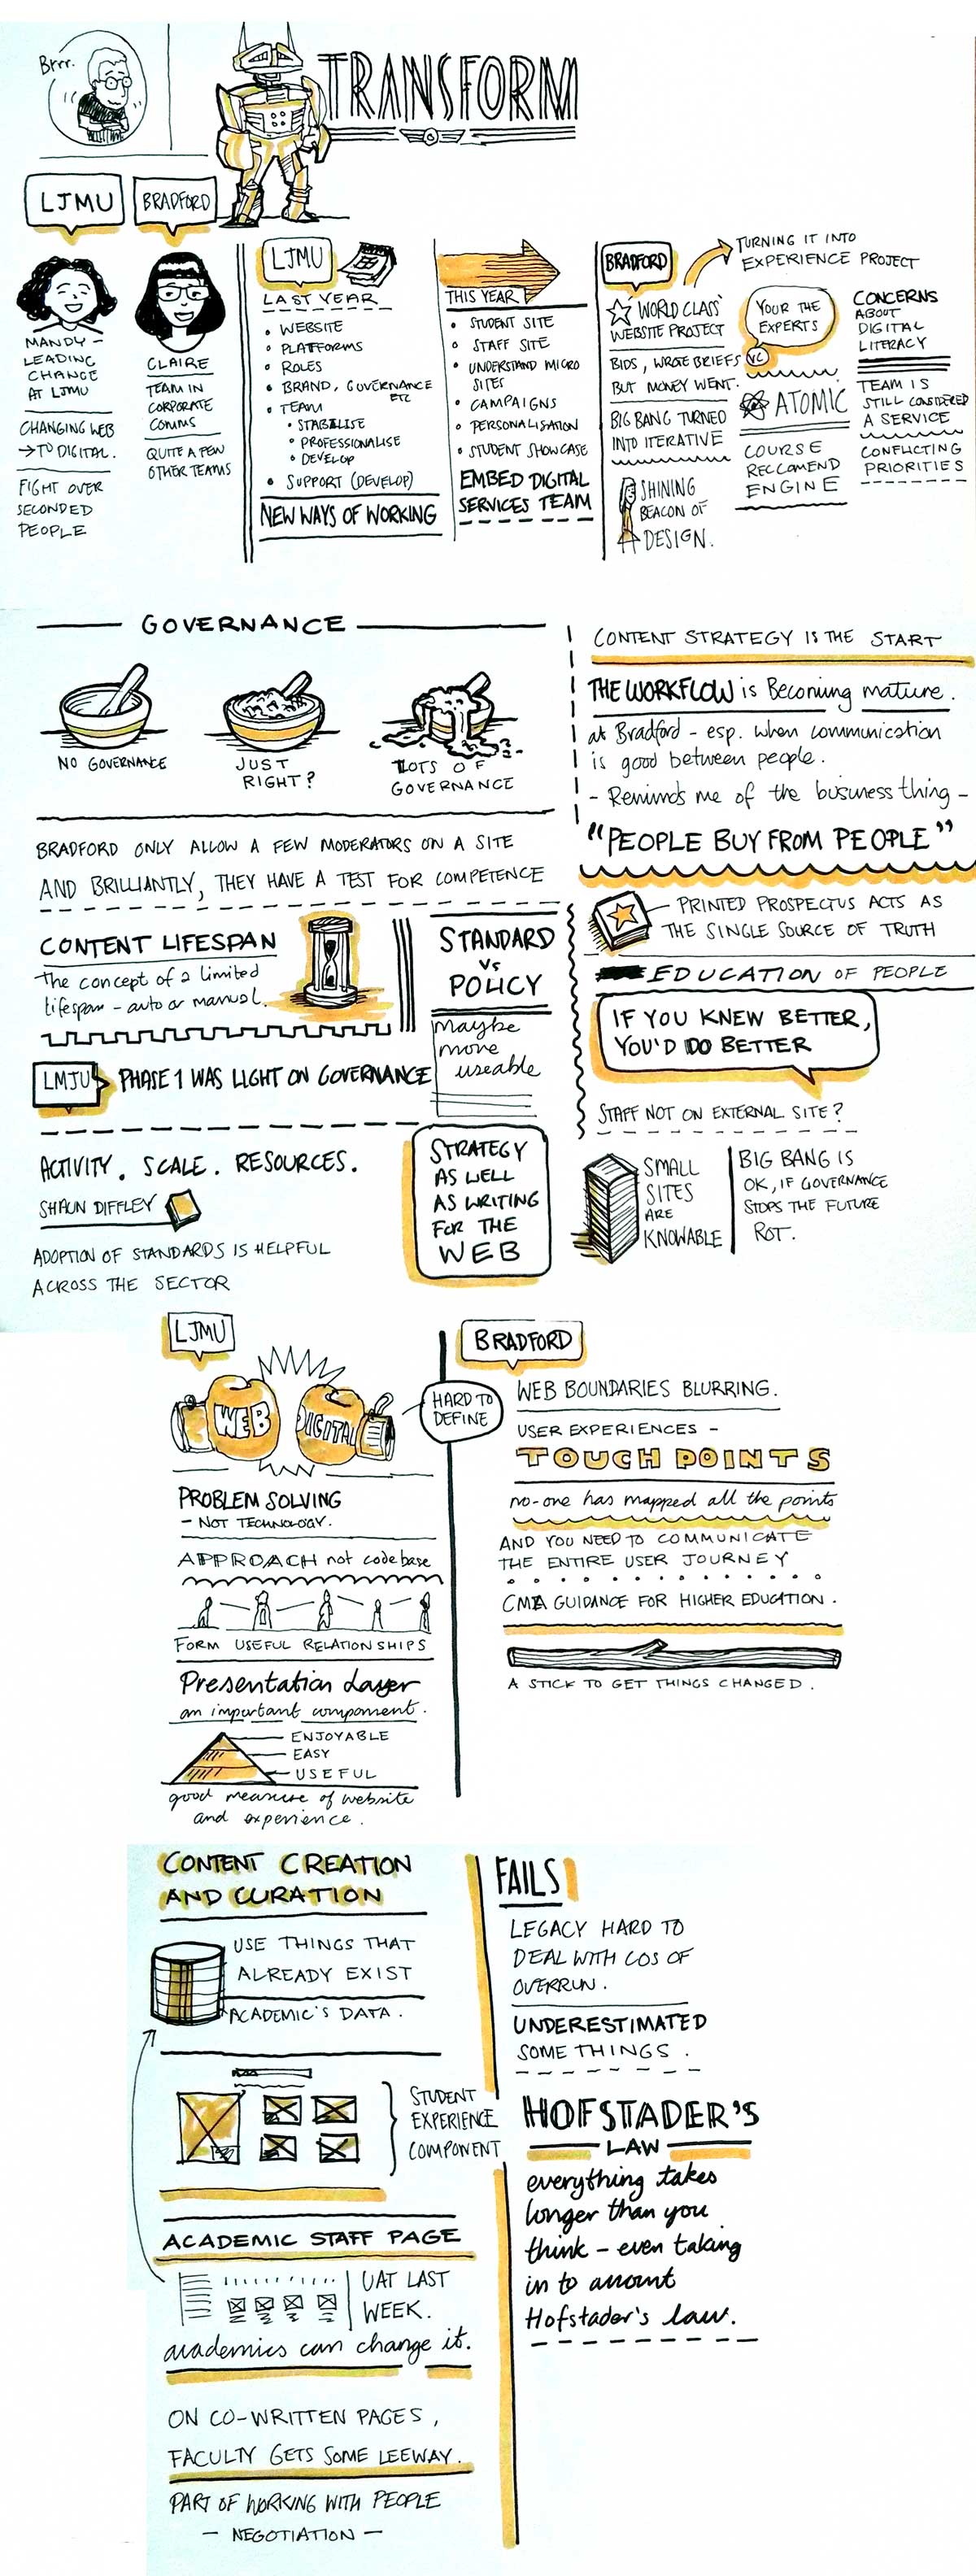 Brrr.
TRANSFORM
LJMU
BRADFORD
MANDY -
LEADING
CHANGE
AT LJMU
CHANGING WEB
→ TO DIGITAL.
FIGHT OVER
SECONDED
PEOPLE
CLAIRE
TEAM IN
CORPORATE
COMMS
QUITE A FEW
OTHER TEAMS
LJMU
LAST YEAR
• WEBSITE
• PLATFORMS
• ROLES
• BRAND, GOVERNANCE
ETC
• TEAM
• STABILISE
• PROFESSIONALISE
• DEVELOP
• SUPPORT (DEVELOP)
NEW WAYS OF WORKING
THIS YEAR
• STUDENT SITE
• STAFF SITE
• UNDERSTAND MICRO
SITES
• CAMPAIGNS
• PERSONALISATION
• STUDENT SHOWCASE
EMBED DIGITAL
SERVICES TEAM
BRADFORD
TURNING IT INTO
EXPERIENCE PROJECT
WORLD CLASS
WEBSITE PROJECT
BIDS, WROTE BRIEFS
BUT MONEY WENT.
BIG BANG TURNED
INTO ITERATIVE
SHINING
BEACON OF
DESIGN.
YOUR THE
EXPERTS
VC
ATOMIC
COURSE
RECCOMEND
ENGINE
CONCERNS
ABOUT
DIGITAL
LITERACY
TEAM IS
STILL CONSIDERED
A SERVICE
CONFLICTING
PRIORITIES
GOVERNANCE
NO GOVERNANCE
JUST
RIGHT?
LOTS OF
GOVERNANCE
BRADFORD ONLY ALLOW A FEW MODERATORS ON A SITE
AND BRILLIANTLY, THEY HAVE A TEST FOR COMPETENCE
CONTENT LIFESPAN
The concept of a limited
lifespan - auto or manual.
LMJU
PHASE 1 WAS LIGHT ON GOVERNANCE
STANDARD
VS
POLICY
Maybe
more
useable
ACTIVITY. SCALE. RESOURCES.
SHAUN DIFFLEY
ADOPTION OF STANDARDS IS HELPFUL
ACROSS THE SECTOR
STRATEGY
AS WELL
AS WRITING
FOR THE
WEB
CONTENT STRATEGY IS THE START
THE WORKFLOW is Becoming mature.
at Bradford - esp. when communication
is good between people.
- Reminds me of the business thing -
"PEOPLE BUY FROM PEOPLE"
PRINTED PROSPECTUS ACTS AS
THE SINGLE SOURCE OF TRUTH
EDUCATION OF PEOPLE
IF YOU KNEW BETTER,
YOU'D DO BETTER
STAFF NOT ON EXTERNAL SITE?
SMALL
SITES
ARE
KNOWABLE
BIG BANG IS
OK, IF GOVERNANCE
STOPS THE FUTURE
ROT.
LJMU
WEB
DIGITAL
HARD TO
DEFINE
PROBLEM SOLVING
- NOT TECHNOLOGY.
APPROACH not codebase
FORM USEFUL RELATIONSHIPS
Presentation Layer
an important component.
ENJOYABLE
EASY
USEFUL
good measure of website
and experience.
BRADFORD
WEB BOUNDARIES BLURRING.
USER EXPERIENCES -
TOUCH POINTS
no-one has mapped all the points
AND YOU NEED TO COMMUNICATE
THE ENTIRE USER JOURNEY
CMA GUIDANCE FOR HIGHER EDUCATION.
A STICK TO GET THINGS CHANGED.
CONTENT CREATION
AND CURATION
USE THINGS THAT
ALREADY EXIST
ACADEMIC'S DATA.
STUDENT
EXPERIENCE
COMPONENT
ACADEMIC STAFF PAGE
UAT LAST
WEEK.
academics can change it.
ON CO-WRITTEN PAGES,
FACULTY GETS SOME LEEWAY.
PART OF WORKING WITH PEOPLE
- NEGOTIATION -
FAILS
LEGACY HARD TO
DEAL WITH COS OF
OVERRUN.
UNDERESTIMATED
SOME THINGS.
HOFSTADER'S
LAW
everything takes
longer than you
think - even taking
in to account
Hofstader's law.